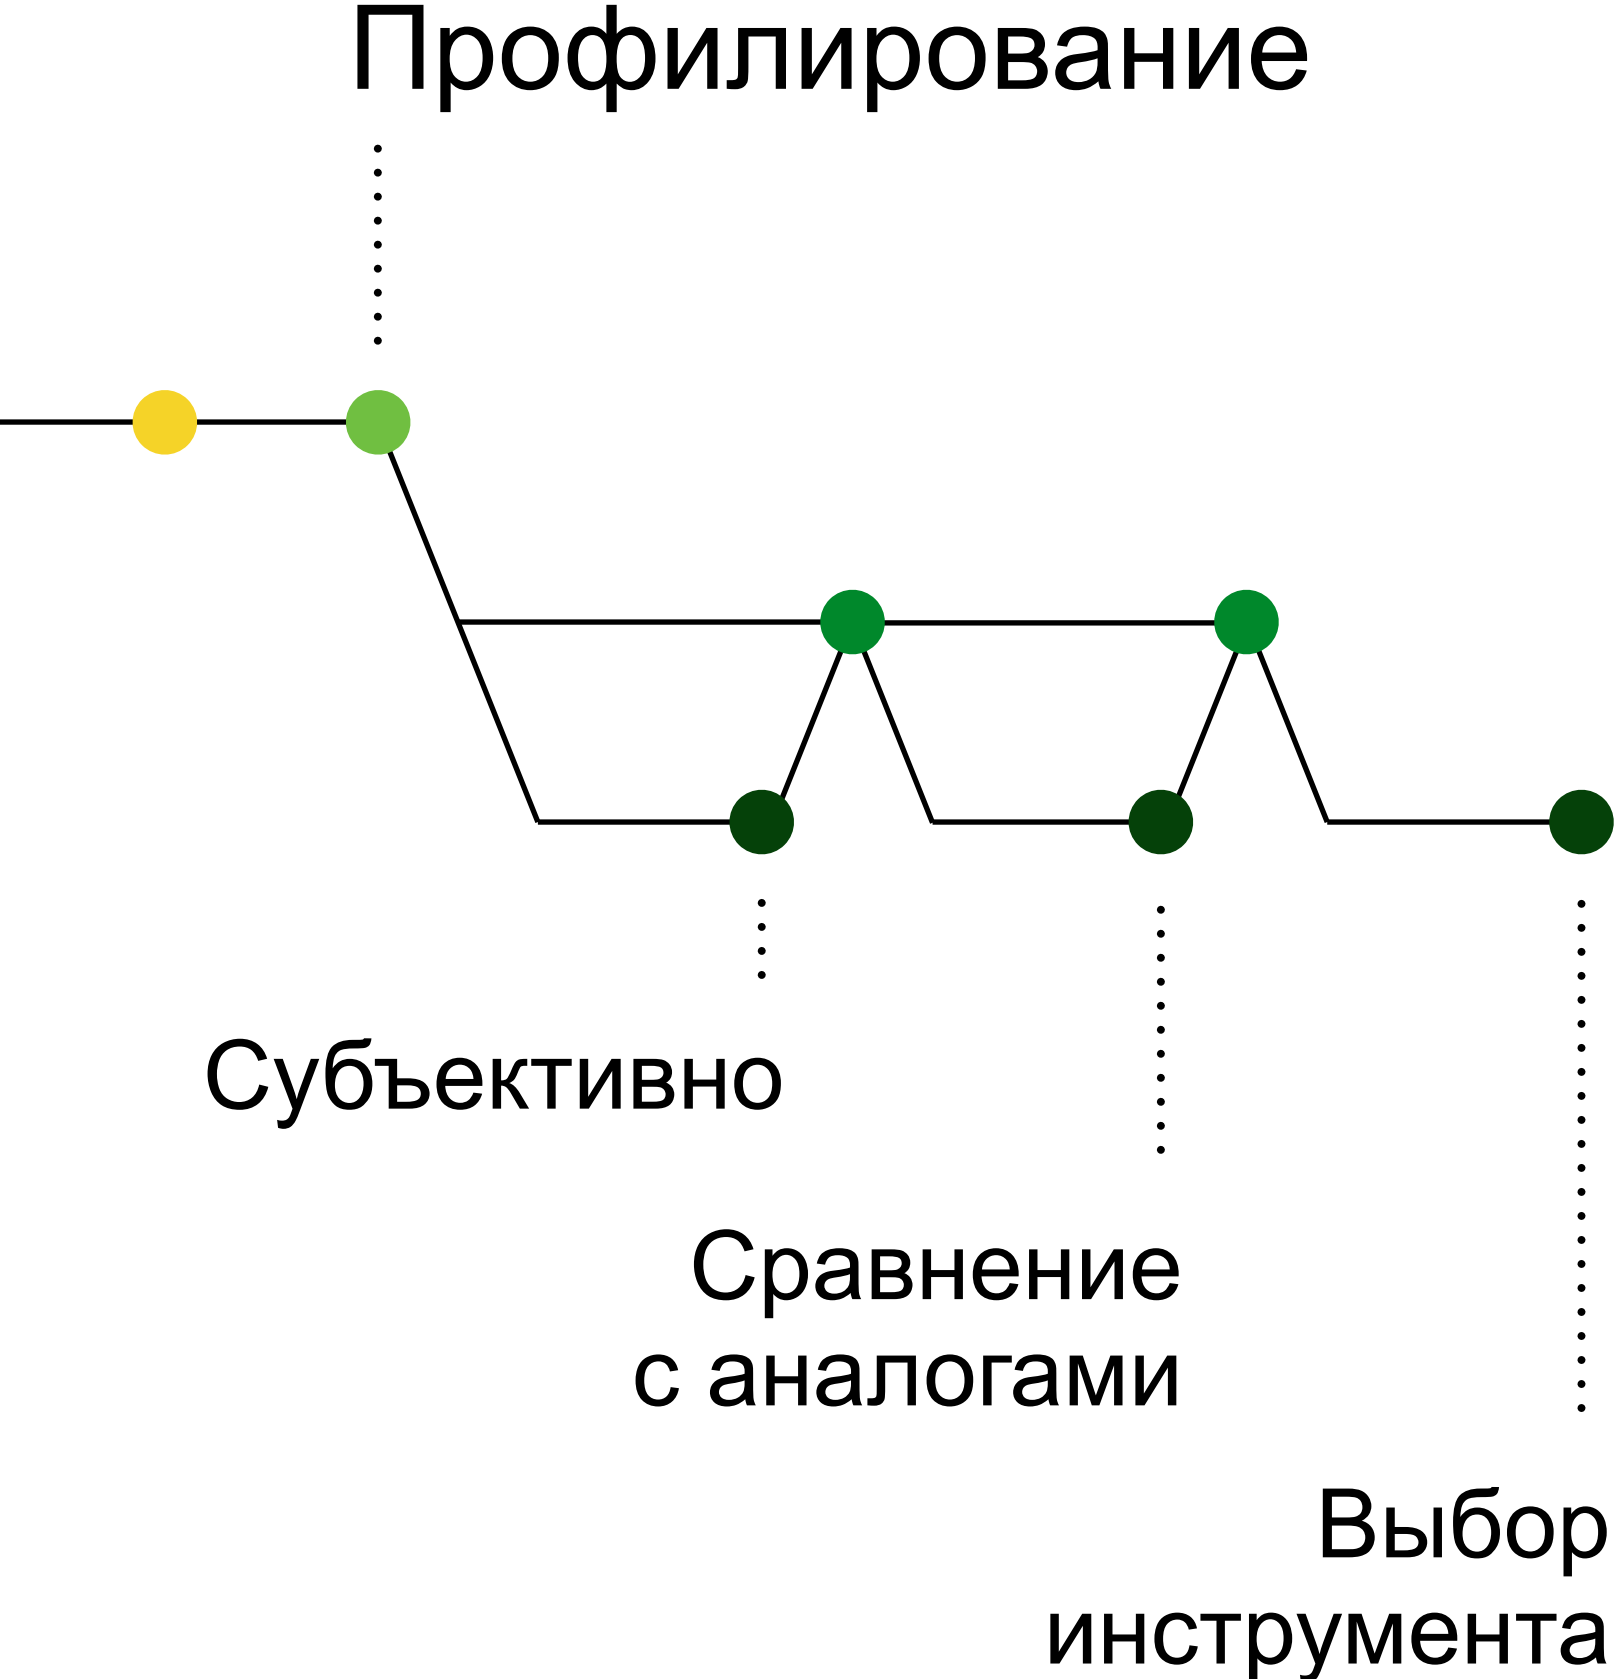 Профилирование
Субъективно
Сравнение
с аналогами
Выбор
инструмента